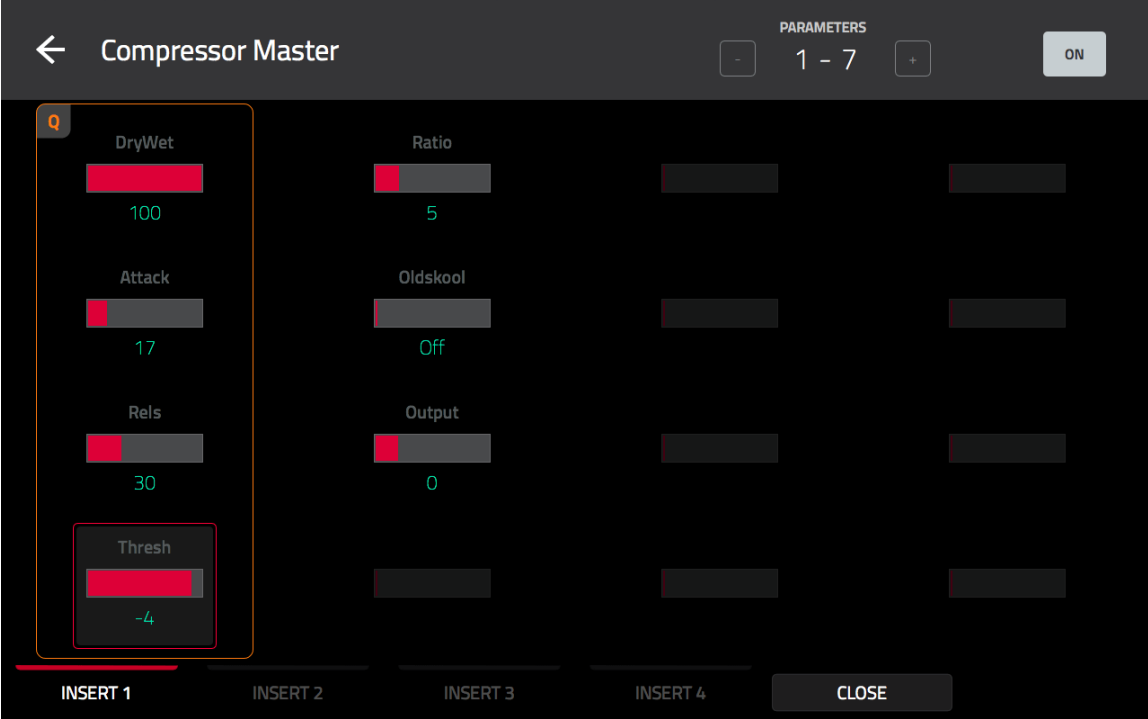 Compressor Master
PARAMETERS
- 1 - 7 +
ON
Q
DryWet Ratio
100 5
Attack Oldskool
17 Off
Rels Output
30 0
Thresh
-4
INSERT 1 INSERT 2 INSERT 3 INSERT 4 CLOSE